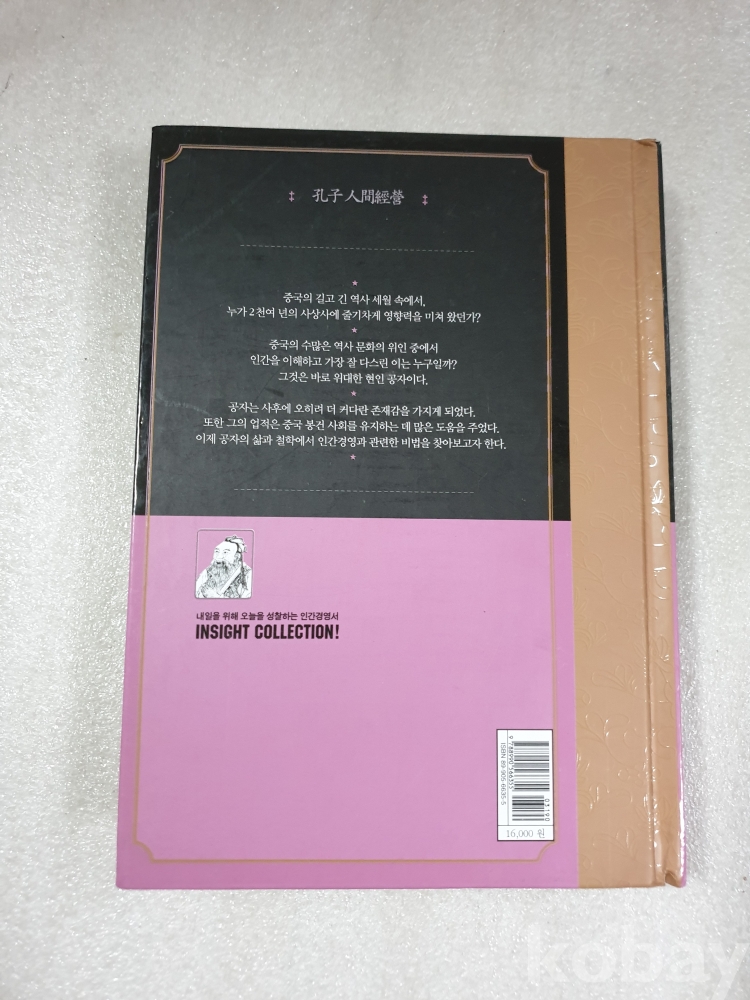 ‡ 孔子 人間經營 ‡
*
중국의 길고 긴 역사 세월 속에서,
누가 2천여 년의 사상사에 줄기차게 영향력을 미쳐 왔던가?
*
중국의 수많은 역사 문화의 위인 중에서
인간을 이해하고 가장 잘 다스린 이는 누구일까?
그것은 바로 위대한 현인 공자이다.
*
공자는 사후에 오히려 더 커다란 존재감을 가지게 되었다.
또한 그의 업적은 중국 봉건 사회를 유지하는 데 많은 도움을 주었다.
이제 공자의 삶과 철학에서 인간경영과 관련한 비법을 찾아보고자 한다.
*
내일을 위해 오늘을 성찰하는 인간경영서
INSIGHT COLLECTION!
ISBN 89-905-6635-5
03190
16,000 원
kobay